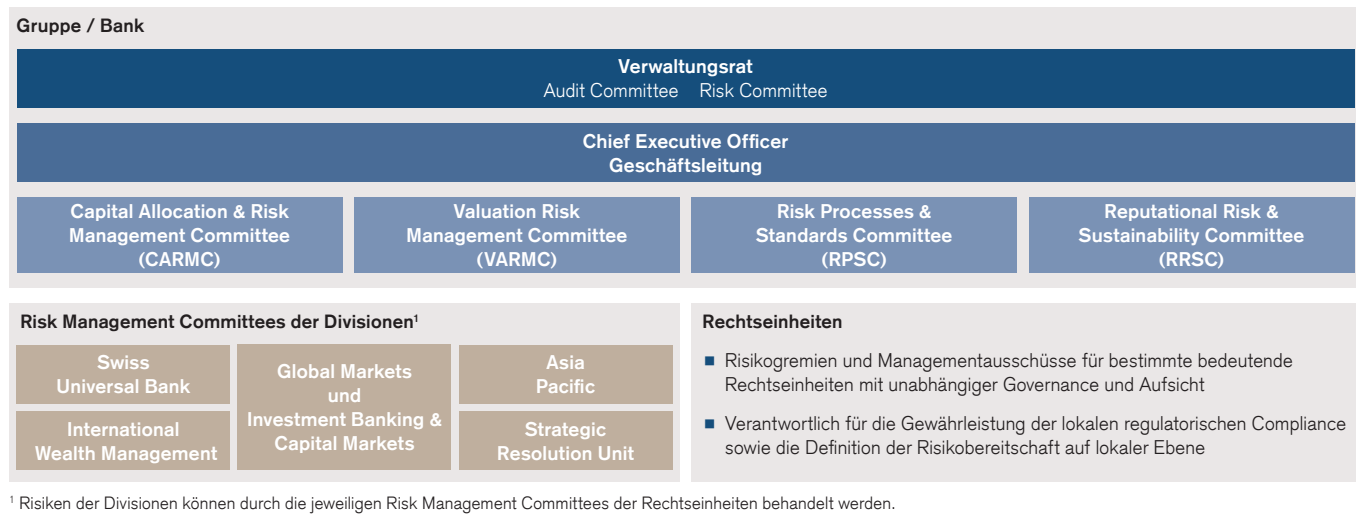 Gruppe / Bank
Verwaltungsrat
Audit Committee Risk Committee
Chief Executive Officer
Geschäftsleitung
Capital Allocation & Risk
Management Committee
(CARMC)
Valuation Risk
Management Committee
(VARMC)
Risk Processes &
Standards Committee
(RPSC)
Reputational Risk &
Sustainability Committee
(RRSC)
Risk Management Committees der Divisionen¹
Swiss
Universal Bank
International
Wealth Management
Global Markets
und
Investment Banking &
Capital Markets
Asia
Pacific
Strategic
Resolution Unit
Rechtseinheiten
■ Risikogremien und Managementausschüsse für bestimmte bedeutende
Rechtseinheiten mit unabhängiger Governance und Aufsicht
■ Verantwortlich für die Gewährleistung der lokalen regulatorischen Compliance
sowie die Definition der Risikobereitschaft auf lokaler Ebene
¹ Risiken der Divisionen können durch die jeweiligen Risk Management Committees der Rechtseinheiten behandelt werden.